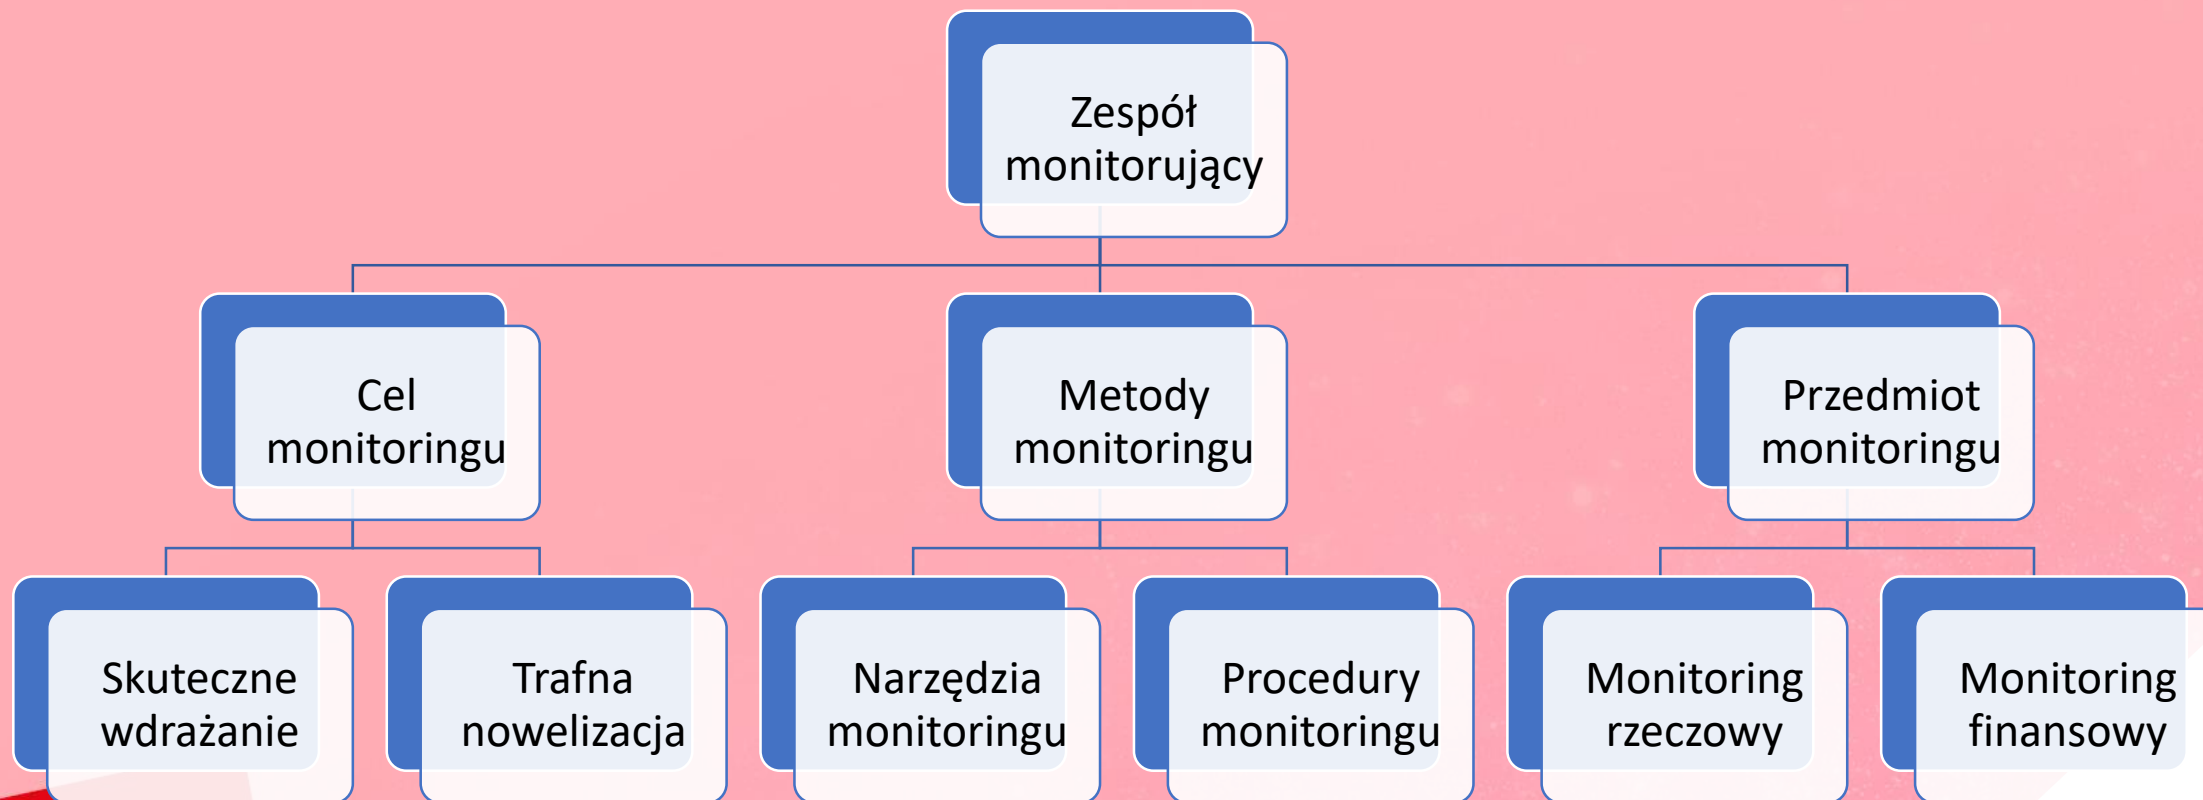 Zespół
monitorujący
Cel
monitoringu
Metody
monitoringu
Przedmiot
monitoringu
Skuteczne
wdrażanie
Trafna
nowelizacja
Narzędzia
monitoringu
Procedury
monitoringu
Monitoring
rzeczowy
Monitoring
finansowy